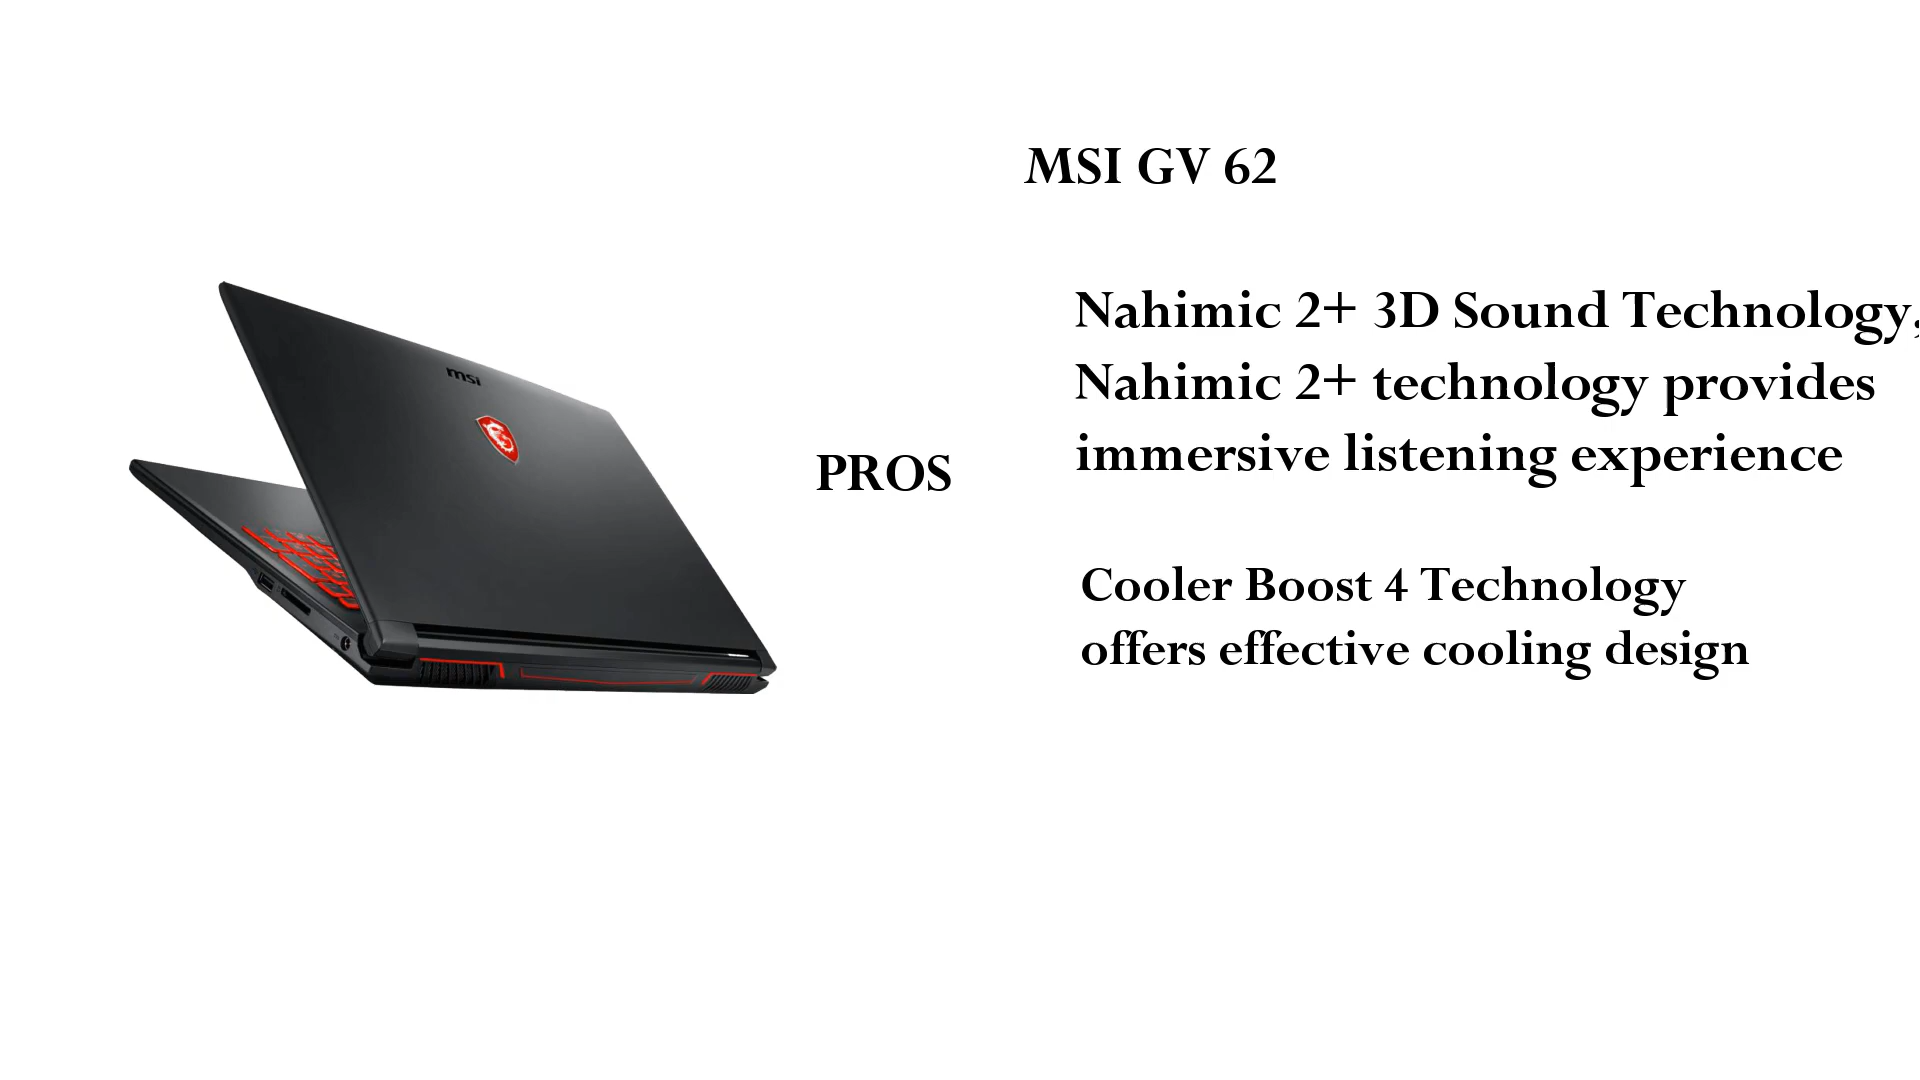 MSI GV 62
Nahimic 2+ 3D Sound Technology,
Nahimic 2+ technology provides
immersive listening experience
PROS
Cooler Boost 4 Technology
offers effective cooling design
msi